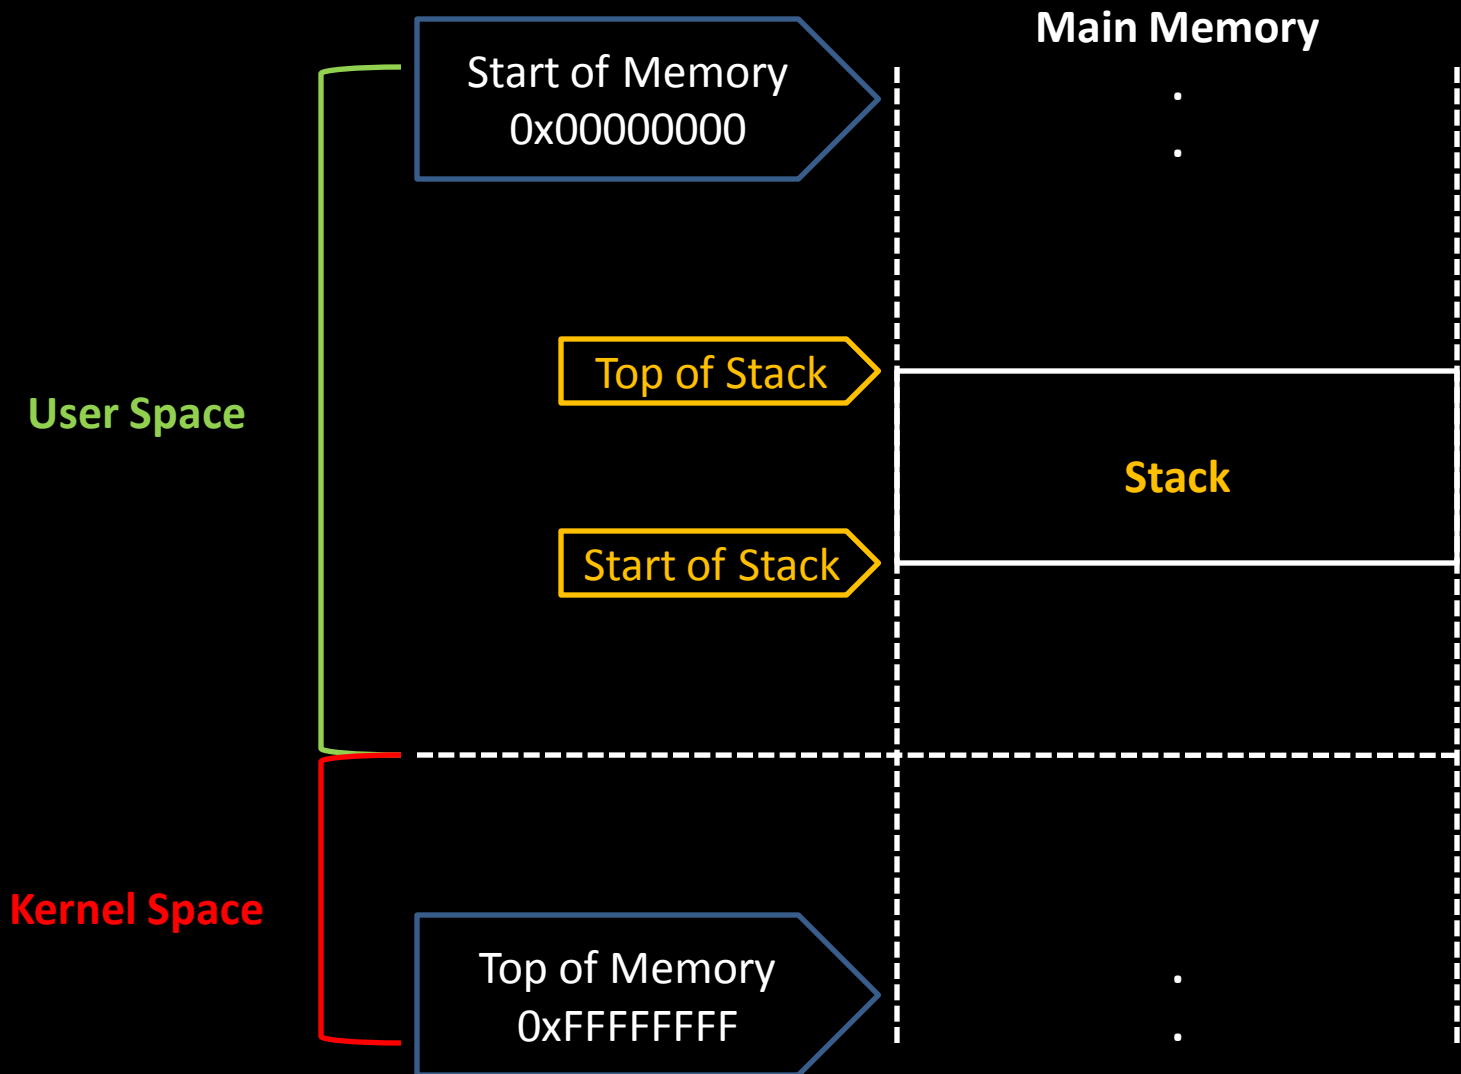 Main Memory
Start of Memory
0x00000000
.
.
Top of Stack
User Space
Stack
Start of Stack
Kernel Space
Top of Memory
0xFFFFFFFF
.
.